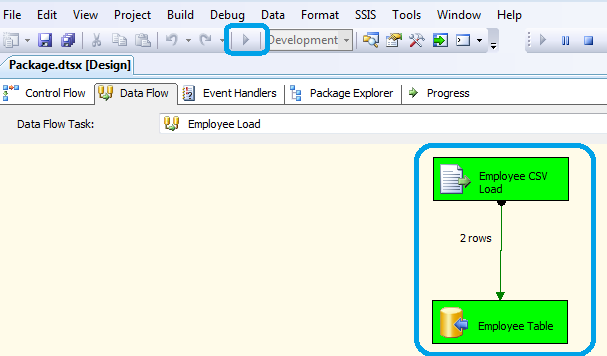 File Edit View Project Build Debug Data Format SSIS Tools Window Help
Development
Package.dtsx [Design]
Control Flow Data Flow Event Handlers Package Explorer Progress
Data Flow Task: Employee Load
Employee CSV
Load
2 rows
Employee Table